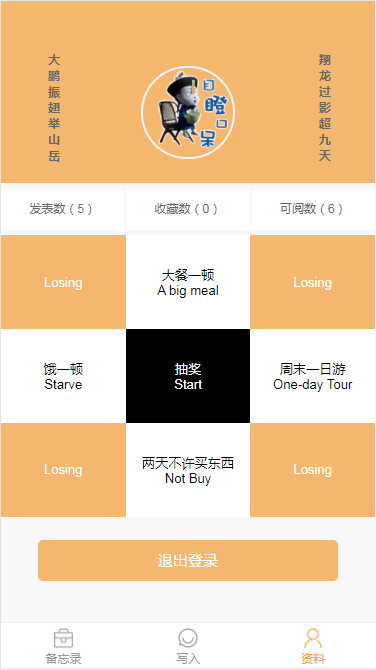 大鹏振翅举山岳
翔龙过影超九天
目瞪口呆
发表数 ( 5 )
收藏数 ( 0 )
可阅数 ( 6 )
Losing
大餐一顿
A big meal
Losing
饿一顿
Starve
抽奖
Start
周末一日游
One-day Tour
Losing
两天不许买东西
Not Buy
Losing
退出登录
备忘录
写入
资料